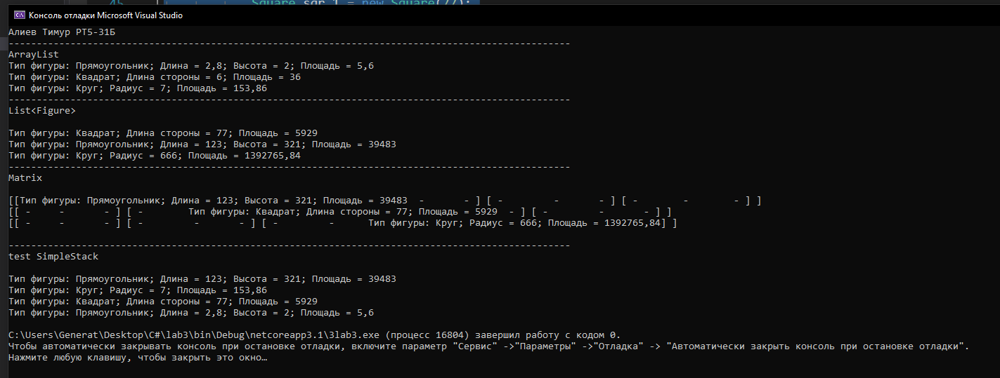 45 Square sqr_1 = new Square(77);
Консоль отладки Microsoft Visual Studio
Алиев Тимур РТ5-31Б
----------------------------------------------------------------------------------------------------
ArrayList
Тип фигуры: Прямоугольник; Длина = 2,8; Высота = 2; Площадь = 5,6
Тип фигуры: Квадрат; Длина стороны = 6; Площадь = 36
Тип фигуры: Круг; Радиус = 7; Площадь = 153,86
----------------------------------------------------------------------------------------------------
List<Figure>
Тип фигуры: Квадрат; Длина стороны = 77; Площадь = 5929
Тип фигуры: Прямоугольник; Длина = 123; Высота = 321; Площадь = 39483
Тип фигуры: Круг; Радиус = 666; Площадь = 1392765,84
----------------------------------------------------------------------------------------------------
Matrix
[[Тип фигуры: Прямоугольник; Длина = 123; Высота = 321; Площадь = 39483  -       - ] [ -         -         - ] [ -        -        - ] ]
[[ -     -       - ] [ -        Тип фигуры: Квадрат; Длина стороны = 77; Площадь = 5929  - ] [ -         -       - ] ]
[[ -     -       - ] [ -         -       - ] [ -         -      Тип фигуры: Круг; Радиус = 666; Площадь = 1392765,84] ]
----------------------------------------------------------------------------------------------------
test SimpleStack
Тип фигуры: Прямоугольник; Длина = 123; Высота = 321; Площадь = 39483
Тип фигуры: Круг; Радиус = 7; Площадь = 153,86
Тип фигуры: Квадрат; Длина стороны = 77; Площадь = 5929
Тип фигуры: Прямоугольник; Длина = 2,8; Высота = 2; Площадь = 5,6
C:\Users\Generat\Desktop\C#\lab3\bin\Debug\netcoreapp3.1\3lab3.exe (процесс 16804) завершил работу с кодом 0.
Чтобы автоматически закрывать консоль при остановке отладки, включите параметр "Сервис" ->"Параметры" ->"Отладка" -> "Автоматически закрыть консоль при остановке отладки".
Нажмите любую клавишу, чтобы закрыть это окно…